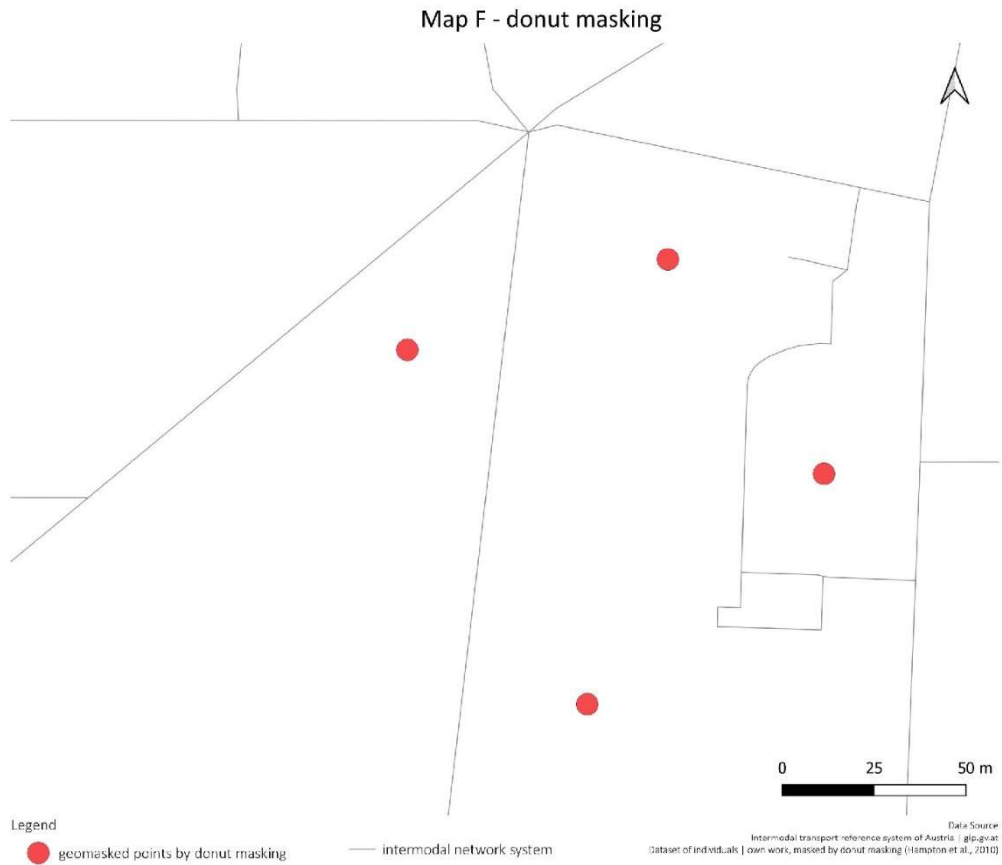 Map F - donut masking
0 25 50 m
Legend
geomasked points by donut masking
intermodal network system
Data Source
Intermodal transport reference system of Austria | gip.gv.at
Dataset of individuals | own work, masked by donut masking (Hampton et al., 2010)